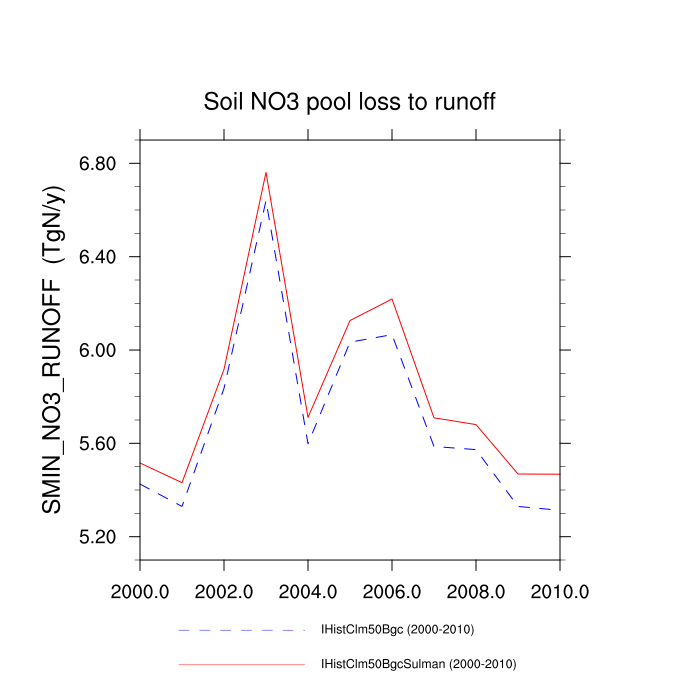 Soil NO3 pool loss to runoff
SMIN_NO3_RUNOFF (TgN/y)
6.80
6.40
6.00
5.60
5.20
2000.0 2002.0 2004.0 2006.0 2008.0 2010.0
IHistClm50Bgc (2000-2010)
IHistClm50BgcSulman (2000-2010)